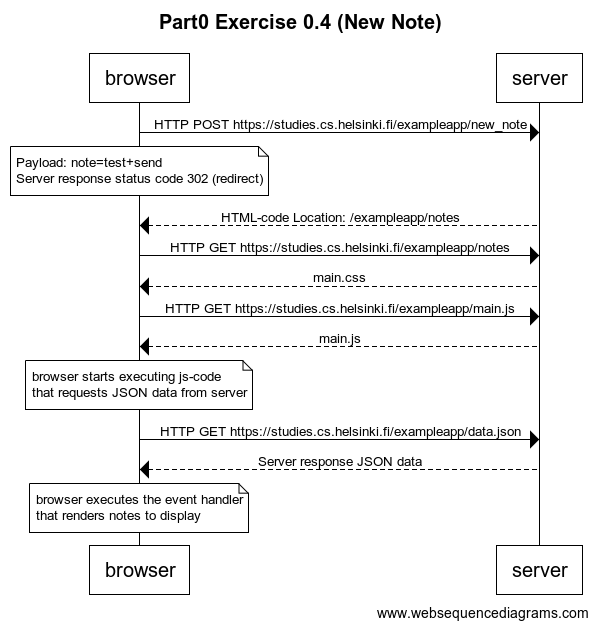 Part0 Exercise 0.4 (New Note)
browser
server
HTTP POST https://studies.cs.helsinki.fi/exampleapp/new_note
Payload: note=test+send
Server response status code 302 (redirect)
HTML-code Location: /exampleapp/notes
HTTP GET https://studies.cs.helsinki.fi/exampleapp/notes
main.css
HTTP GET https://studies.cs.helsinki.fi/exampleapp/main.js
main.js
browser starts executing js-code
that requests JSON data from server
HTTP GET https://studies.cs.helsinki.fi/exampleapp/data.json
Server response JSON data
browser executes the event handler
that renders notes to display
browser
server
www.websequencediagrams.com